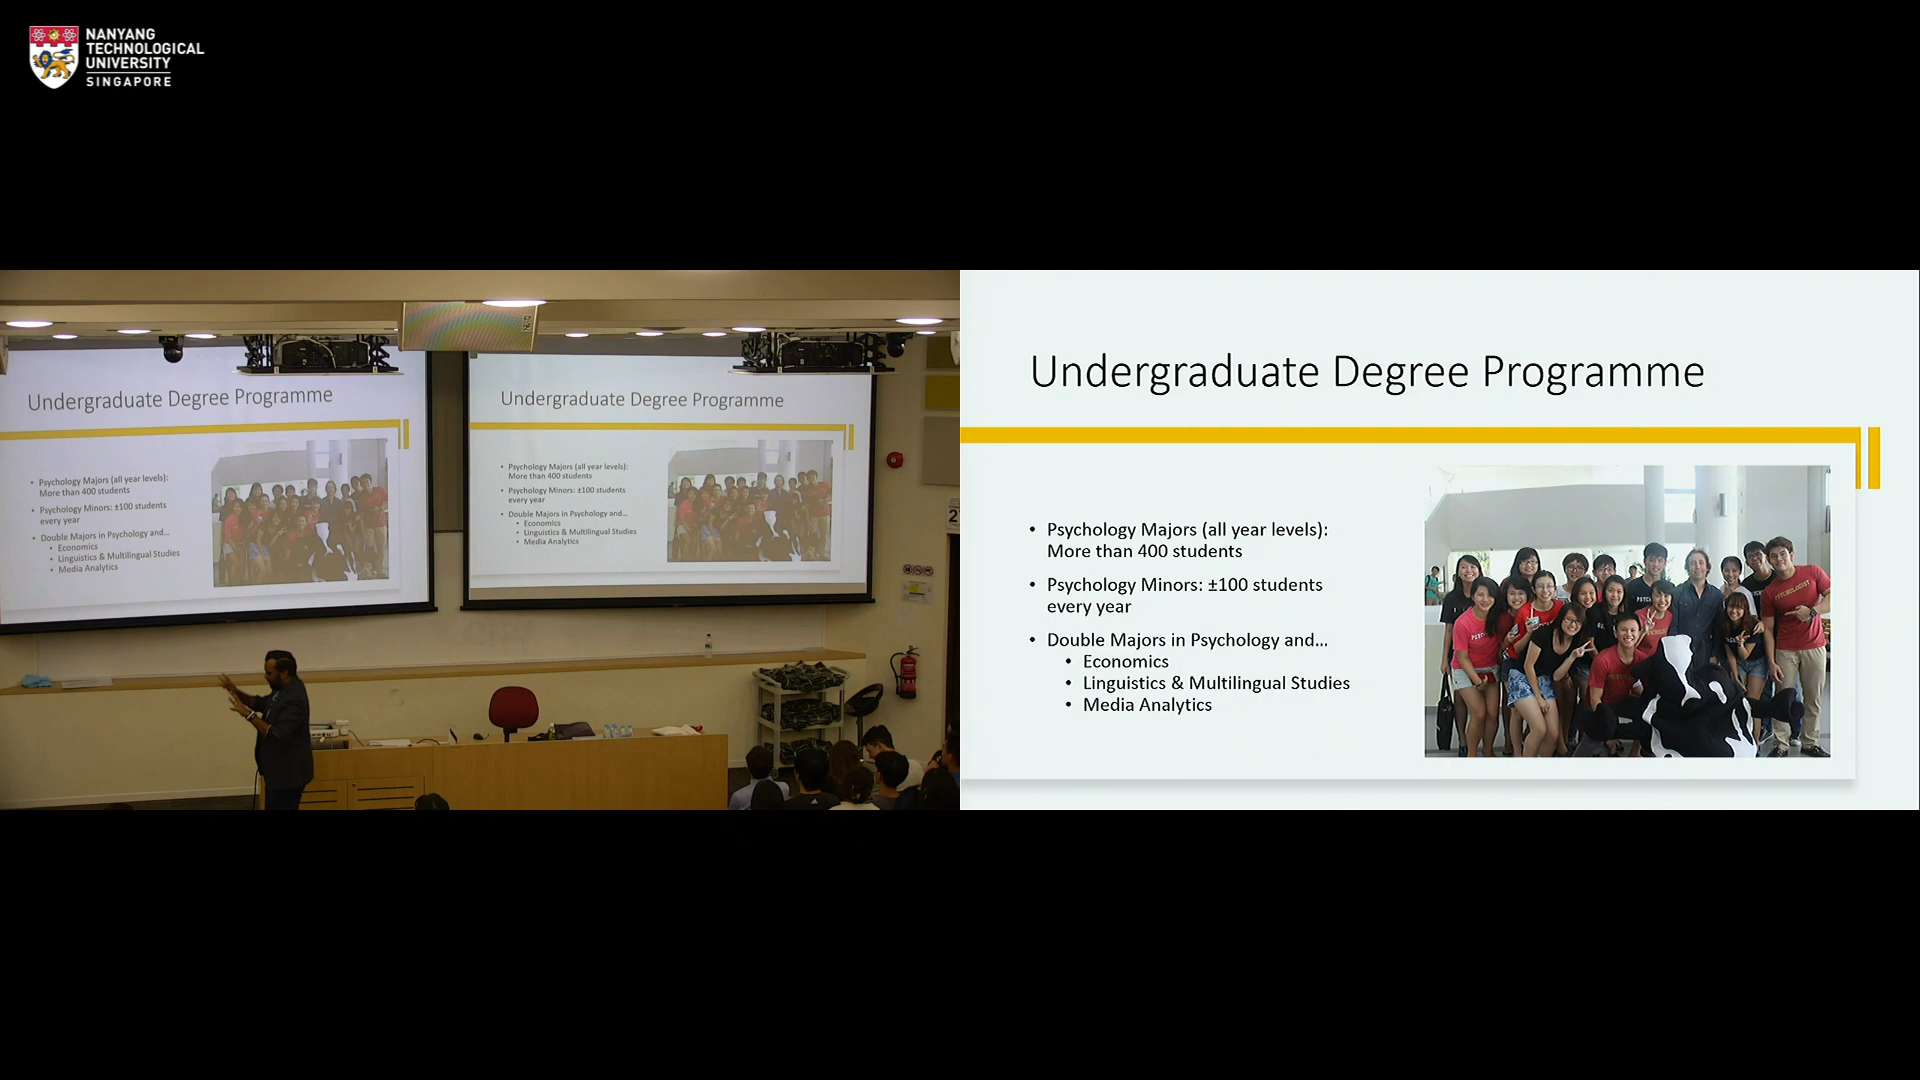 NANYANG
TECHNOLOGICAL
UNIVERSITY
SINGAPORE
Undergraduate Degree Programme
• Psychology Majors (all year levels):
More than 400 students
• Psychology Minors: ±100 students
every year
• Double Majors in Psychology and...
• Economics
• Linguistics & Multilingual Studies
• Media Analytics
Undergraduate Degree Programme
• Psychology Majors (all year levels):
More than 400 students
• Psychology Minors: ±100 students
every year
• Double Majors in Psychology and...
• Economics
• Linguistics & Multilingual Studies
• Media Analytics
2
Undergraduate Degree Programme
• Psychology Majors (all year levels):
More than 400 students
• Psychology Minors: ±100 students
every year
• Double Majors in Psychology and...
• Economics
• Linguistics & Multilingual Studies
• Media Analytics
PSYCHOLOGIST